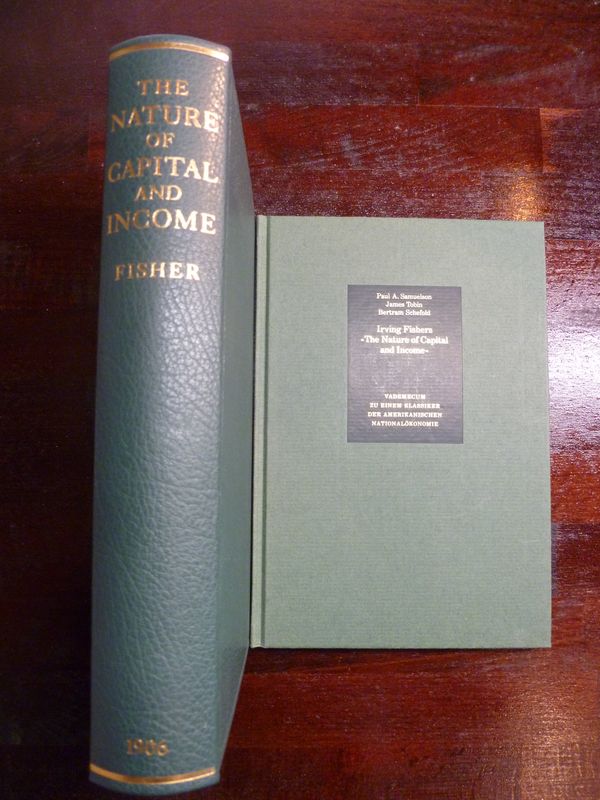 THE
NATURE
OF
CAPITAL
AND
INCOME
FISHER
1906
Paul A. Samuelson
James Tobin
Bertram Schefold
Irving Fishers
»The Nature of Capital
and Income«
VADEMECUM
ZU EINEM KLASSIKER
DER AMERIKANISCHEN
NATIONALÖKONOMIE